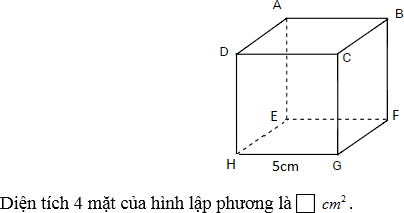 A
B
D
C
E
F
H
5cm
G
Diện tích 4 mặt của hình lập phương là □ cm².